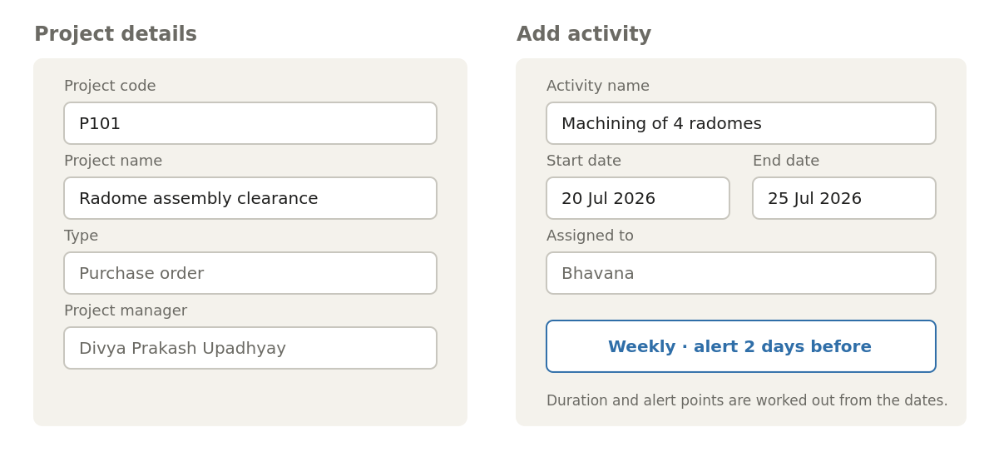 Project details
Project code
P101
Project name
Radome assembly clearance
Type
Purchase order
Project manager
Divya Prakash Upadhyay
Add activity
Activity name
Machining of 4 radomes
Start date
End date
20 Jul 2026
25 Jul 2026
Assigned to
Bhavana
Weekly · alert 2 days before
Duration and alert points are worked out from the dates.